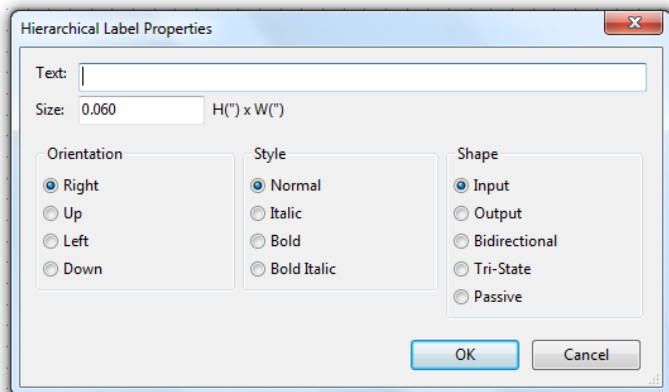 Hierarchical Label Properties
Text:
Size: 0.060 H(") x W(")
Orientation Style Shape
Right Normal Input
Up Italic Output
Left Bold Bidirectional
Down Bold Italic Tri-State
Passive
OK Cancel